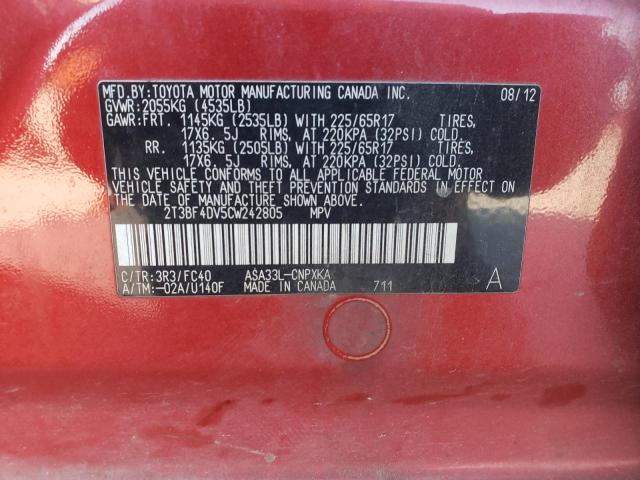 MFD.BY:TOYOTA MOTOR MANUFACTURING CANADA INC. 08/12
GVWR:2055KG (4535LB)
GAWR:FRT. 1145KG (2535LB) WITH 225/65R17 TIRES,
17X6.5J RIMS, AT 220KPA (32PSI) COLD.
RR. 1135KG (2505LB) WITH 225/65R17 TIRES,
17X6.5J RIMS, AT 220KPA (32PSI) COLD.
THIS VEHICLE CONFORMS TO ALL APPLICABLE FEDERAL MOTOR
VEHICLE SAFETY AND THEFT PREVENTION STANDARDS IN EFFECT ON
THE DATE OF MANUFACTURE SHOWN ABOVE.
2T3BF4DV5CW242805 MPV
C/TR:3R3/FC40 ASA33L-CNPXKA
A/TM:-02A/U140F MADE IN CANADA 711 A